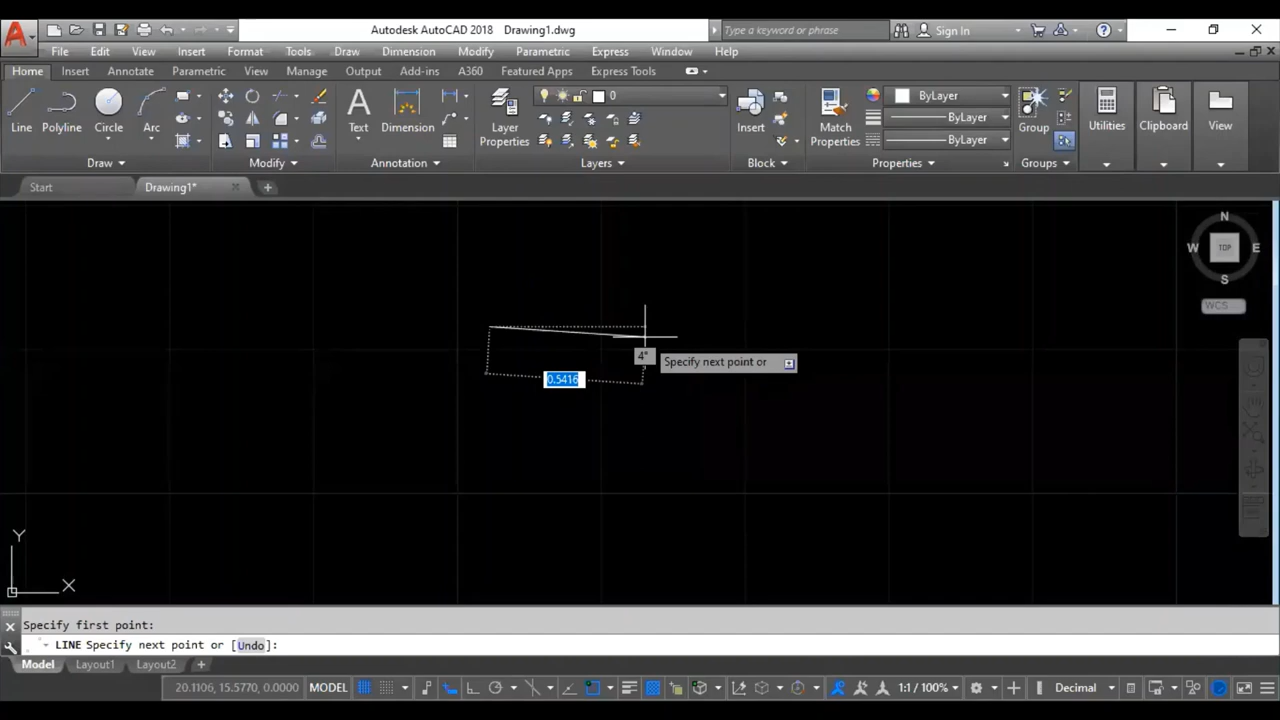 Autodesk AutoCAD 2018 Drawing1.dwg
Type a keyword or phrase
Sign In
File Edit View Insert Format Tools Draw Dimension Modify Parametric Express Window Help
Home Insert Annotate Parametric View Manage Output Add-ins A360 Featured Apps Express Tools
Line Polyline Circle Arc
Text Dimension
Layer Properties
0
Insert
Match Properties
ByLayer
ByLayer
ByLayer
Group
Utilities Clipboard View
Draw Modify Annotation Layers Block Properties Groups
Start Drawing1*
N
W TOP E
S
WCS
4°
Specify next point or
0.5416
Y
X
Specify first point:
LINE Specify next point or [Undo]:
Model Layout1 Layout2
20.1106, 15.5770, 0.0000 MODEL 1:1 / 100% Decimal